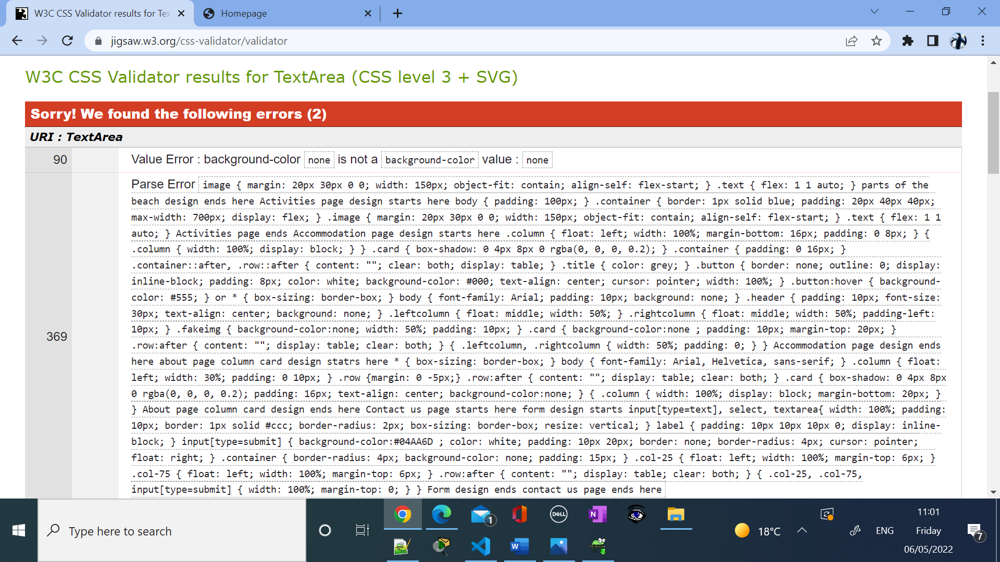 W3C CSS Validator results for Tex
Homepage
jigsaw.w3.org/css-validator/validator
W3C CSS Validator results for TextArea (CSS level 3 + SVG)
Sorry! We found the following errors (2)
URI : TextArea
90 Value Error : background-color none is not a background-color value : none
369
Parse Error image { margin: 20px 30px 0 0; width: 150px; object-fit: contain; align-self: flex-start; } .text { flex: 1 1 auto; } parts of the
beach design ends here Activities page design starts here body { padding: 100px; } .container { border: 1px solid blue; padding: 20px 40px 40px;
max-width: 700px; display: flex; } .image { margin: 20px 30px 0 0; width: 150px; object-fit: contain; align-self: flex-start; } .text { flex: 1 1
auto; } Activities page ends Accommodation page design starts here .column { float: left; width: 100%; margin-bottom: 16px; padding: 0 8px; } {
.column { width: 100%; display: block; } } .card { box-shadow: 0 4px 8px 0 rgba(0, 0, 0, 0.2); } .container { padding: 0 16px; }
.container::after, .row::after { content: ""; clear: both; display: table; } .title { color: grey; } .button { border: none; outline: 0; display:
inline-block; padding: 8px; color: white; background-color: #000; text-align: center; cursor: pointer; width: 100%; } .button:hover { background-
color: #555; } or * { box-sizing: border-box; } body { font-family: Arial; padding: 10px; background: none; } .header { padding: 10px; font-size:
30px; text-align: center; background: none; } .leftcolumn { float: middle; width: 50%; } .rightcolumn { float: middle; width: 50%; padding-left:
10px; } .fakeimg { background-color:none; width: 50%; padding: 10px; } .card { background-color:none ; padding: 10px; margin-top: 20px; }
.row:after { content: ""; display: table; clear: both; } { .leftcolumn, .rightcolumn { width: 50%; padding: 0; } } Accommodation page design ends
here about page column card design statrs here * { box-sizing: border-box; } body { font-family: Arial, Helvetica, sans-serif; } .column { float:
left; width: 30%; padding: 0 10px; } .row {margin: 0 -5px;} .row:after { content: ""; display: table; clear: both; } .card { box-shadow: 0 4px 8px
0 rgba(0, 0, 0, 0.2); padding: 16px; text-align: center; background-color:none; } { .column { width: 100%; display: block; margin-bottom: 20px; }
} About page column card design ends here Contact us page starts here form design starts input[type=text], select, textarea{ width: 100%; padding:
10px; border: 1px solid #ccc; border-radius: 2px; box-sizing: border-box; resize: vertical; } label { padding: 10px 10px 10px 0; display: inline-
block; } input[type=submit] { background-color:#04AA6D ; color: white; padding: 10px 20px; border: none; border-radius: 4px; cursor: pointer;
float: right; } .container { border-radius: 4px; background-color: none; padding: 15px; } .col-25 { float: left; width: 100%; margin-top: 6px; }
.col-75 { float: left; width: 100%; margin-top: 6px; } .row:after { content: ""; display: table; clear: both; } { .col-25, .col-75,
input[type=submit] { width: 100%; margin-top: 0; } } Form design ends contact us page ends here
Type here to search
1
DELL
N
W
18°C
ENG
11:01
Friday
06/05/2022
7